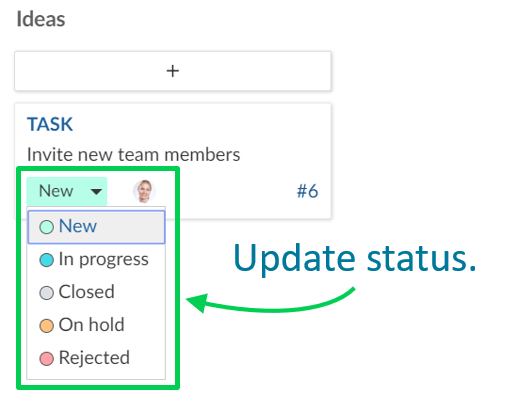 Ideas
+
TASK
Invite new team members
New
#6
New
In progress
Closed
On hold
Rejected
Update status.